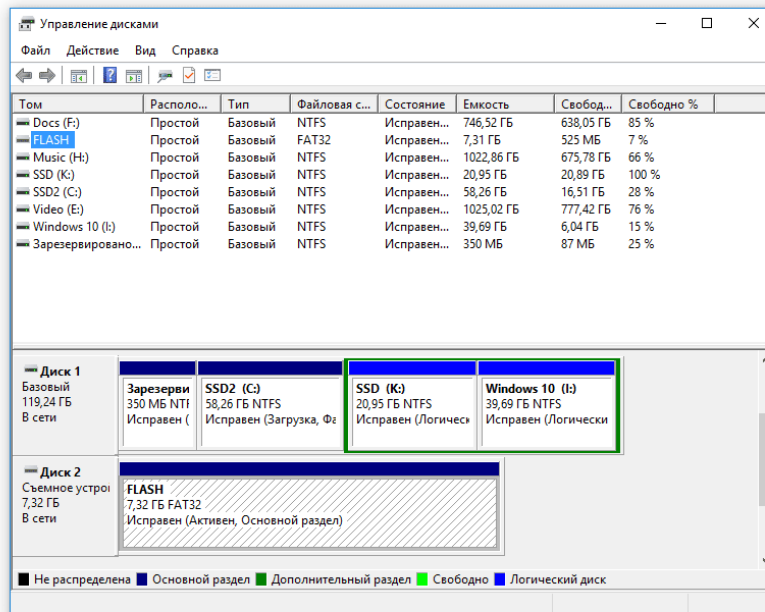 Управление дисками
Файл Действие Вид Справка
Том Располо... Тип Файловая с... Состояние Емкость Свобод... Свободно %
Docs (F:) Простой Базовый NTFS Исправен... 746,52 ГБ 638,05 ГБ 85 %
FLASH Простой Базовый FAT32 Исправен... 7,31 ГБ 525 МБ 7 %
Music (H:) Простой Базовый NTFS Исправен... 1022,86 ГБ 675,78 ГБ 66 %
SSD (K:) Простой Базовый NTFS Исправен... 20,95 ГБ 20,89 ГБ 100 %
SSD2 (C:) Простой Базовый NTFS Исправен... 58,26 ГБ 16,51 ГБ 28 %
Video (E:) Простой Базовый NTFS Исправен... 1025,02 ГБ 777,42 ГБ 76 %
Windows 10 (I:) Простой Базовый NTFS Исправен... 39,69 ГБ 6,04 ГБ 15 %
Зарезервировано... Простой Базовый NTFS Исправен... 350 МБ 87 МБ 25 %
Диск 1
Базовый
119,24 ГБ
В сети
Зарезерви
350 МБ NTF
Исправен (
SSD2 (C:)
58,26 ГБ NTFS
Исправен (Загрузка, Фа
SSD (K:)
20,95 ГБ NTFS
Исправен (Логическ
Windows 10 (I:)
39,69 ГБ NTFS
Исправен (Логически
Диск 2
Съемное устрої
7,32 ГБ
В сети
FLASH
7,32 ГБ FAT32
Исправен (Активен, Основной раздел)
Не распределена Основной раздел Дополнительный раздел Свободно Логический диск